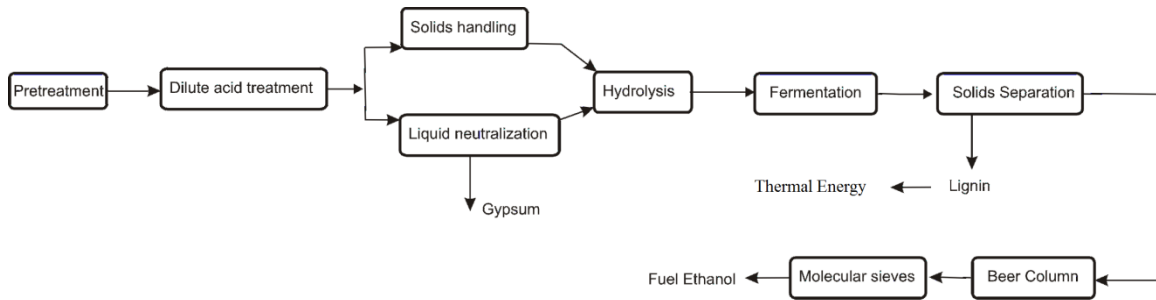 Solids handling
Pretreatment
Dilute acid treatment
Hydrolysis
Fermentation
Solids Separation
Liquid neutralization
Thermal Energy
Lignin
Gypsum
Fuel Ethanol
Molecular sieves
Beer Column